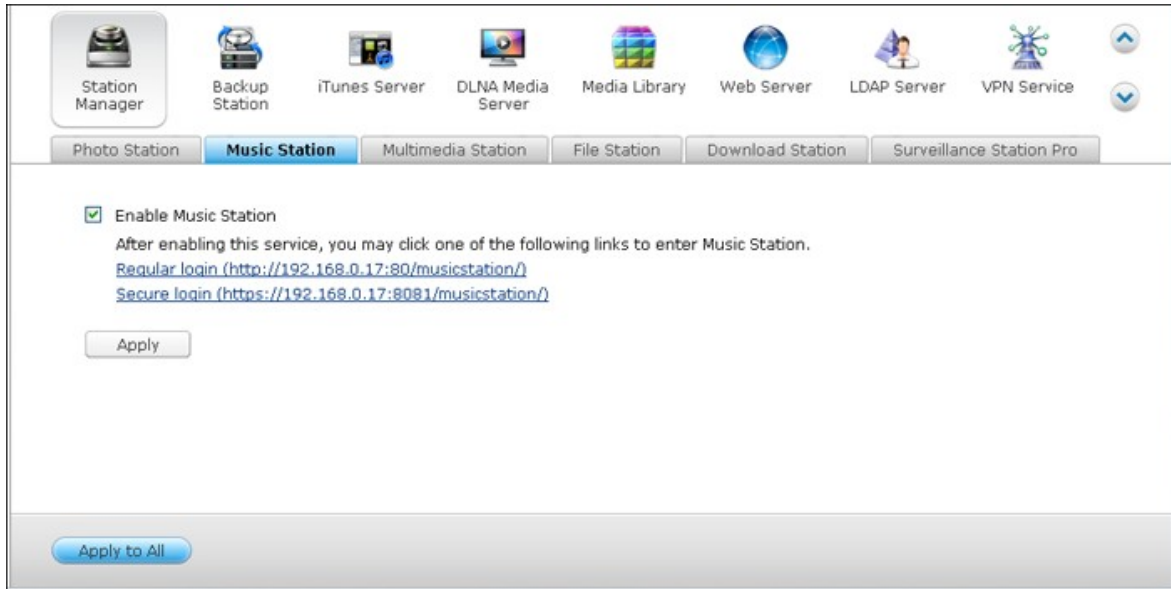 Station Manager
Backup Station
iTunes Server
DLNA Media Server
Media Library
Web Server
LDAP Server
VPN Service
Photo Station
Music Station
Multimedia Station
File Station
Download Station
Surveillance Station Pro
Enable Music Station
After enabling this service, you may click one of the following links to enter Music Station.
Regular login (http://192.168.0.17:80/musicstation/)
Secure login (https://192.168.0.17:8081/musicstation/)
Apply
Apply to All